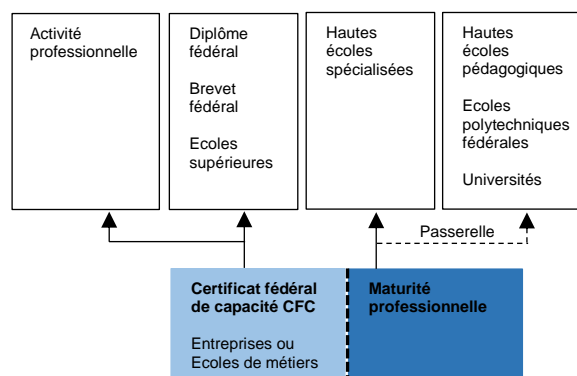 Activité
professionnelle
Diplôme
fédéral
Brevet
fédéral
Ecoles
supérieures
Hautes
écoles
spécialisées
Hautes
écoles
pédagogiques
Ecoles
polytechniques
fédérales
Universités
Passerelle
Certificat fédéral
de capacité CFC
Entreprises ou
Ecoles de métiers
Maturité
professionnelle